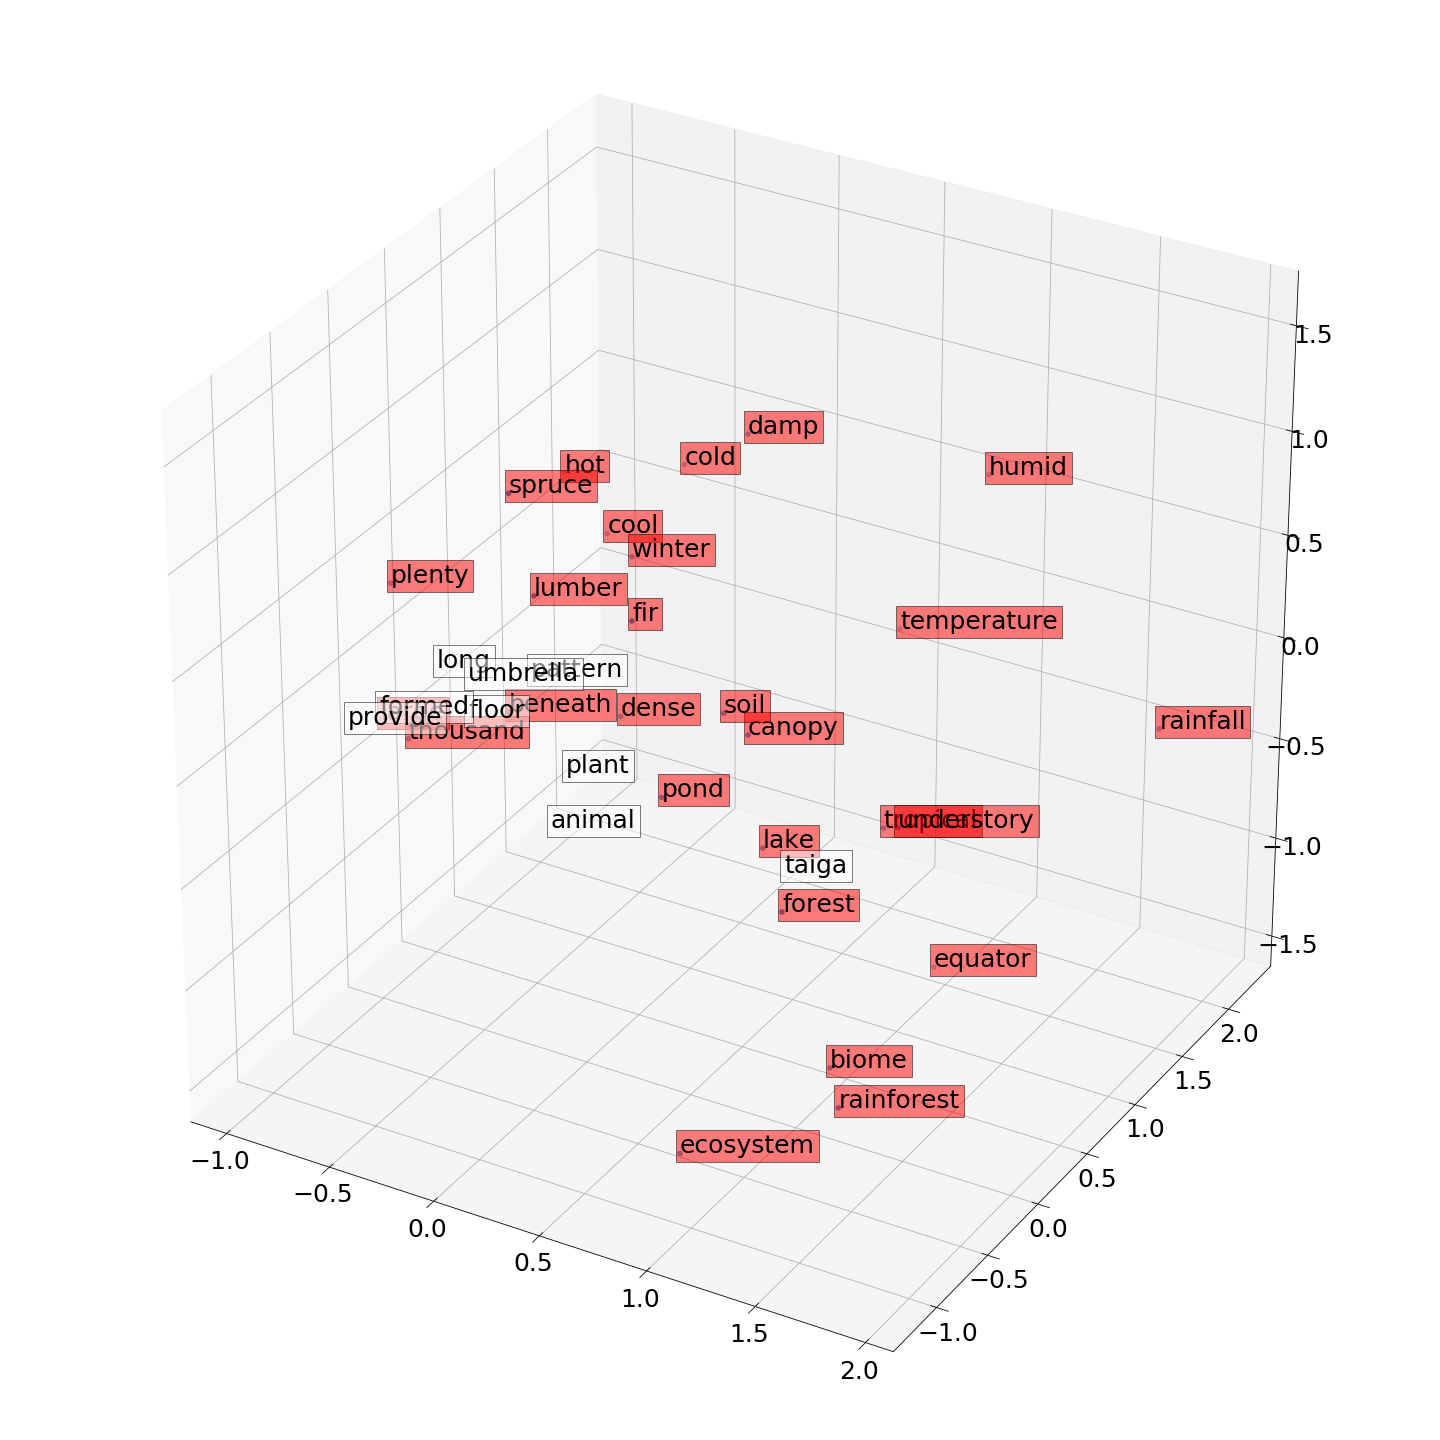 1.5
damp
1.0
cold
hot
humid
spruce
cool
0.5
winter
plenty
lumber
fir
temperature
0.0
long
pattern
umbrella
beneath
soil
formed
dense
floor
provide
rainfall
canopy
thousand
−0.5
plant
pond
animal
tropical
understory
lake
−1.0
taiga
forest
−1.5
equator
2.0
biome
1.5
rainforest
1.0
ecosystem
−1.0
0.5
−0.5
0.0
0.0
0.5
−0.5
1.0
−1.0
1.5
2.0